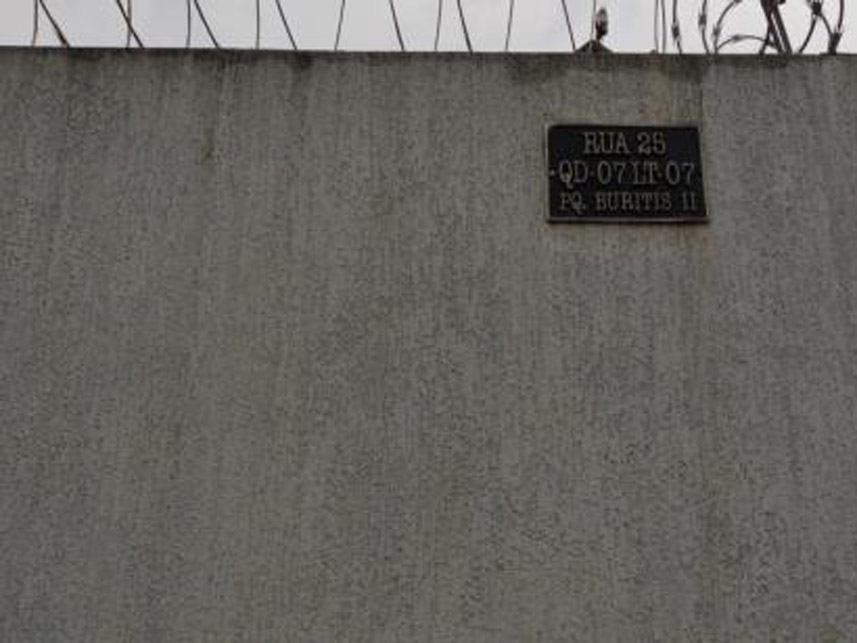 RUA 25
-QD-07 LT-07
PQ. BURITIS II